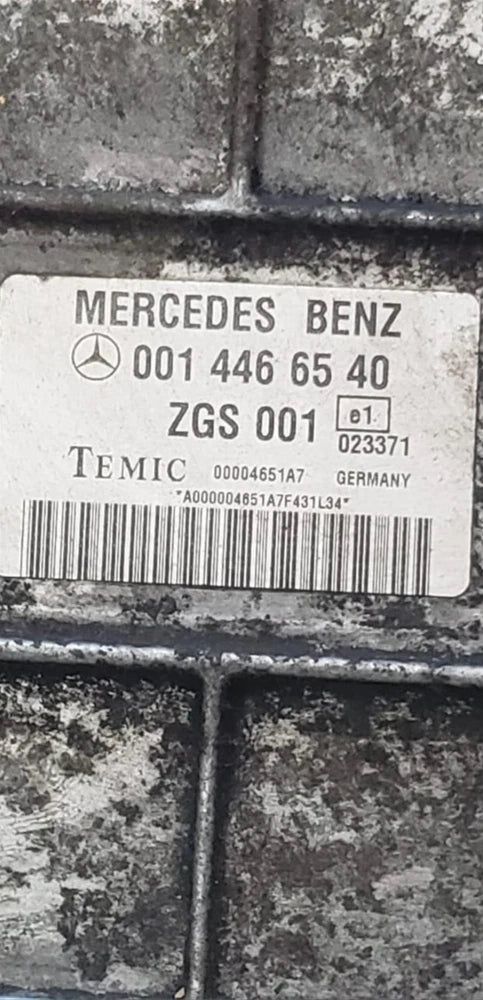 MERCEDES BENZ
001 446 65 40
ZGS 001 e1
023371
TEMIC 00004651A7 GERMANY
*A000004651A7F431L34*